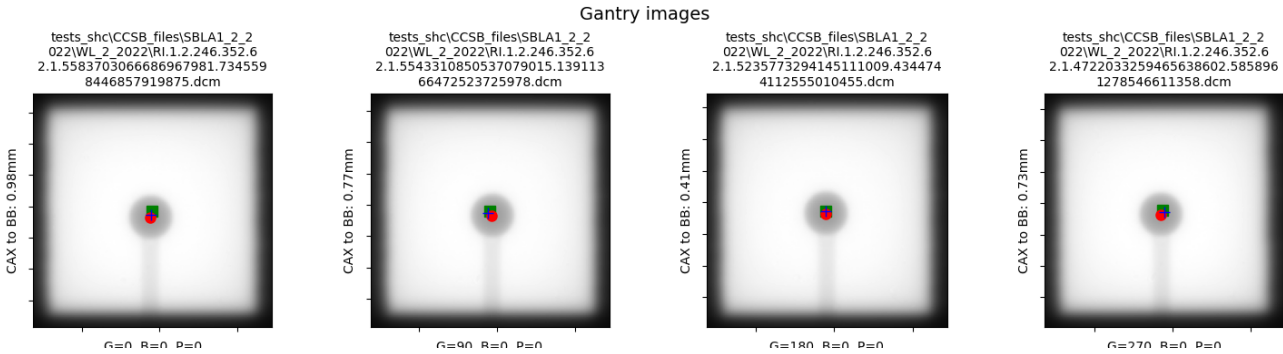 Gantry images
tests_shc\CCSB_files\SBLA1_2_2
022\WL_2_2022\RI.1.2.246.352.6
2.1.5583703066686967981.734559
8446857919875.dcm
CAX to BB: 0.98mm
G=0, B=0, P=0
tests_shc\CCSB_files\SBLA1_2_2
022\WL_2_2022\RI.1.2.246.352.6
2.1.5543310850537079015.139113
66472523725978.dcm
CAX to BB: 0.77mm
G=90, B=0, P=0
tests_shc\CCSB_files\SBLA1_2_2
022\WL_2_2022\RI.1.2.246.352.6
2.1.5235773294145111009.434474
4112555010455.dcm
CAX to BB: 0.41mm
G=180, B=0, P=0
tests_shc\CCSB_files\SBLA1_2_2
022\WL_2_2022\RI.1.2.246.352.6
2.1.4722033259465638602.585896
1278546611358.dcm
CAX to BB: 0.73mm
G=270, B=0, P=0